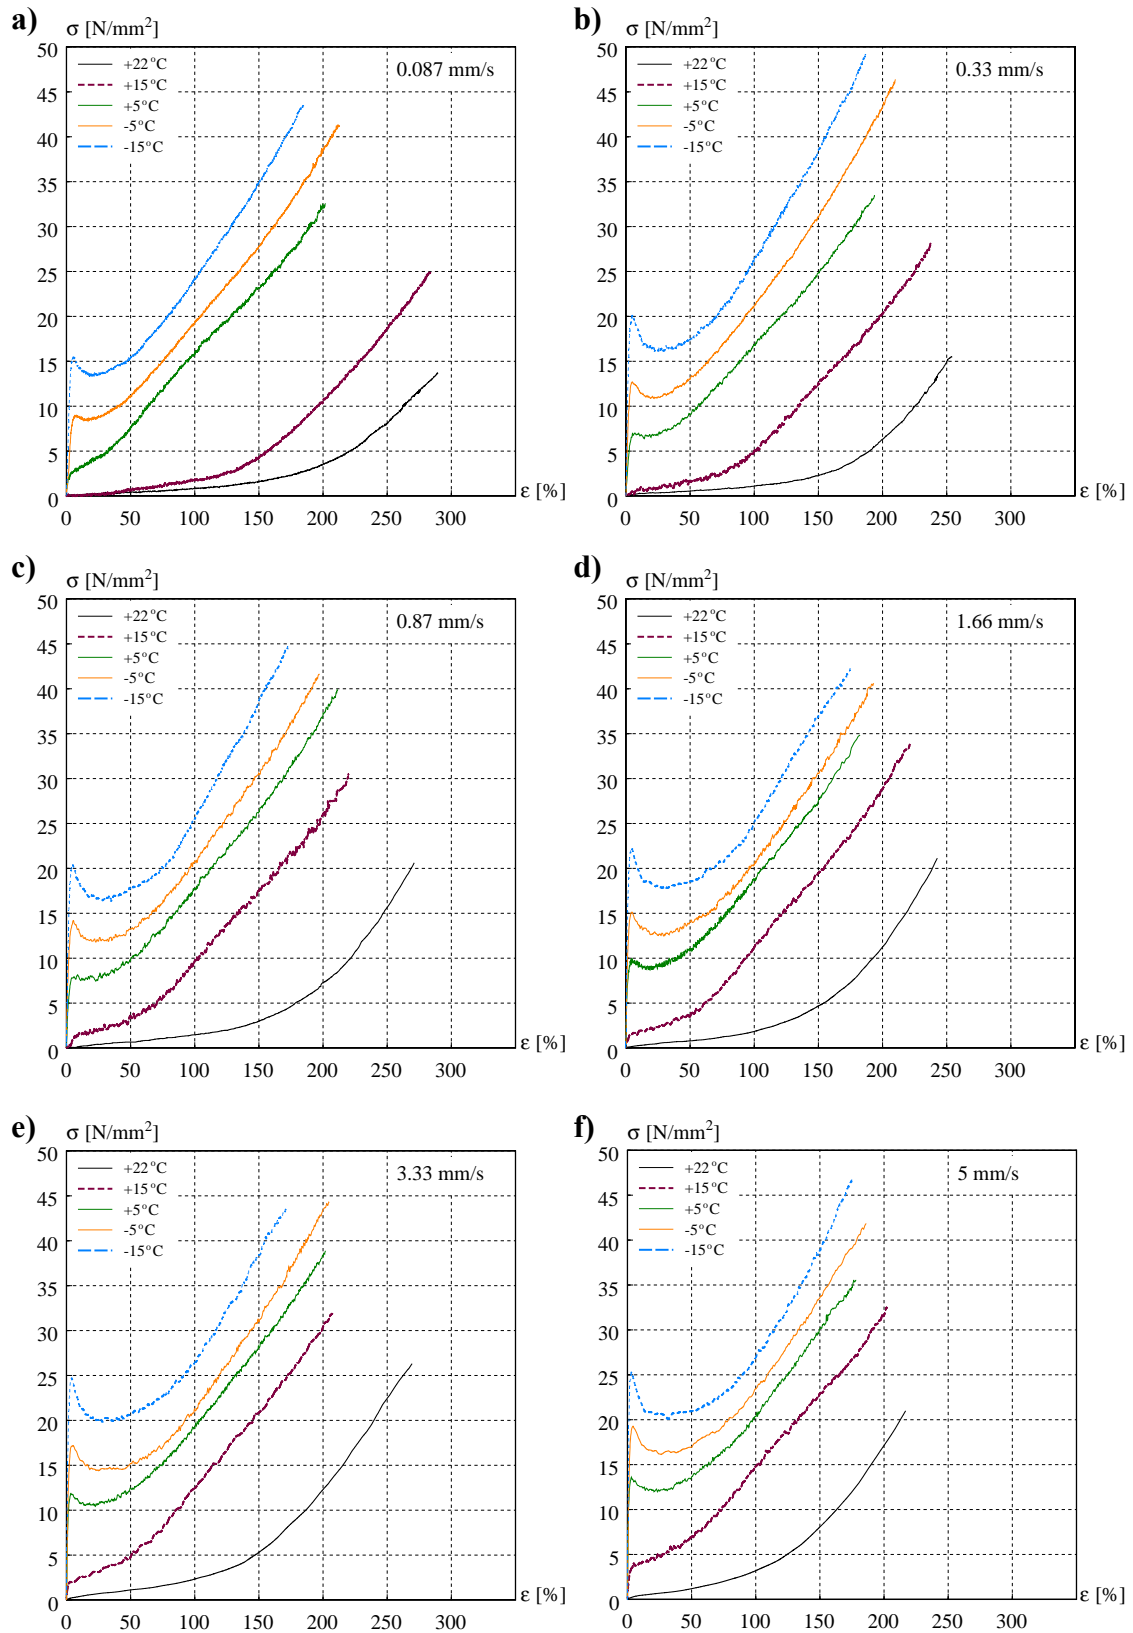 a)
σ [N/mm²]
50
45
40
35
30
25
20
15
10
5
0
+22°C
+15°C
+5°C
-5°C
-15°C
0.087 mm/s
0 50 100 150 200 250 300
ε [%]
b)
σ [N/mm²]
50
45
40
35
30
25
20
15
10
5
0
+22°C
+15°C
+5°C
-5°C
-15°C
0.33 mm/s
0 50 100 150 200 250 300
ε [%]
c)
σ [N/mm²]
50
45
40
35
30
25
20
15
10
5
0
+22°C
+15°C
+5°C
-5°C
-15°C
0.87 mm/s
0 50 100 150 200 250 300
ε [%]
d)
σ [N/mm²]
50
45
40
35
30
25
20
15
10
5
0
+22°C
+15°C
+5°C
-5°C
-15°C
1.66 mm/s
0 50 100 150 200 250 300
ε [%]
e)
σ [N/mm²]
50
45
40
35
30
25
20
15
10
5
0
+22°C
+15°C
+5°C
-5°C
-15°C
3.33 mm/s
0 50 100 150 200 250 300
ε [%]
f)
σ [N/mm²]
50
45
40
35
30
25
20
15
10
5
0
+22°C
+15°C
+5°C
-5°C
-15°C
5 mm/s
0 50 100 150 200 250 300
ε [%]